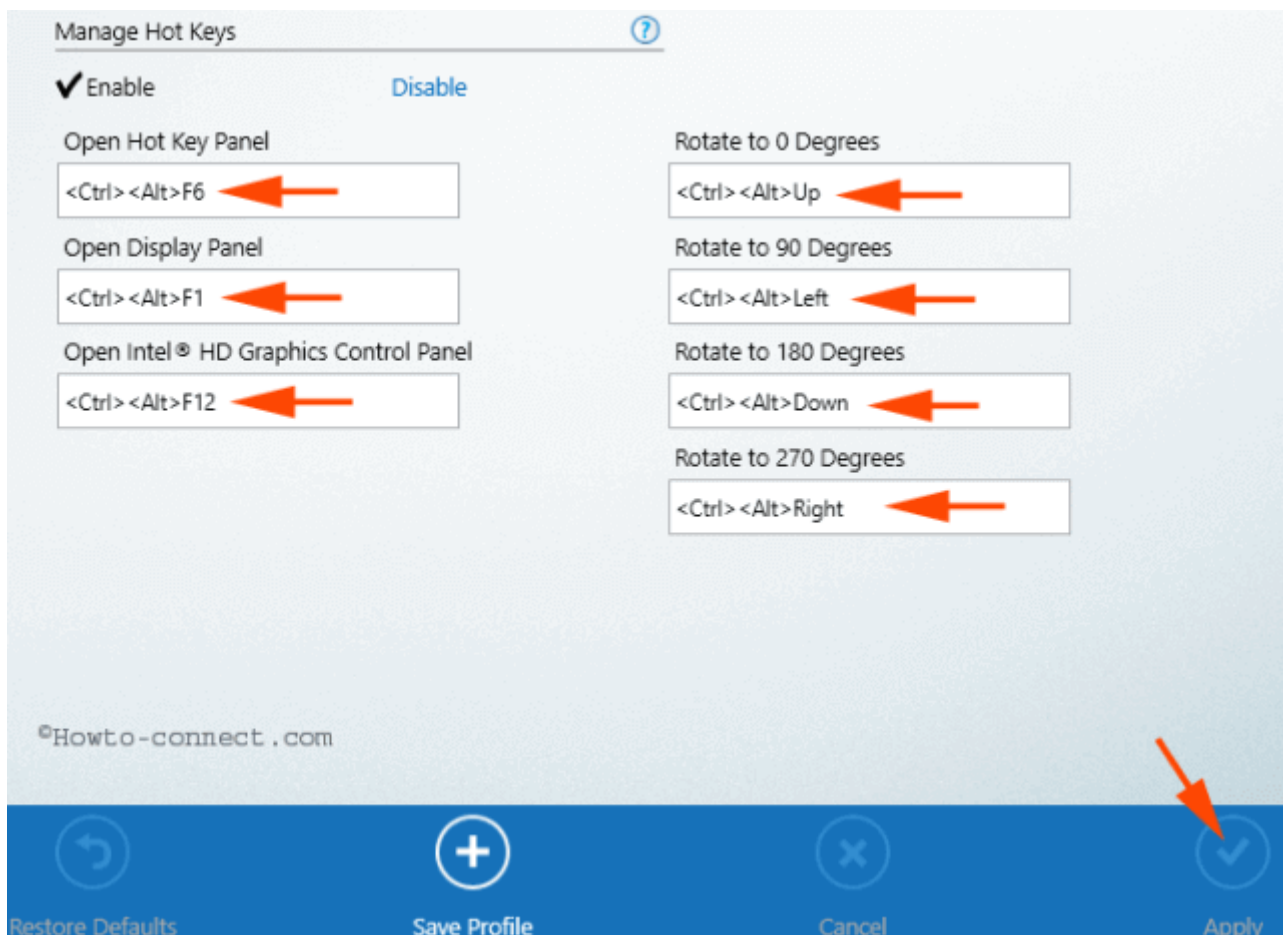 Manage Hot Keys ?
✔Enable Disable
Open Hot Key Panel
<Ctrl><Alt>F6
Open Display Panel
<Ctrl><Alt>F1
Open Intel® HD Graphics Control Panel
<Ctrl><Alt>F12
Rotate to 0 Degrees
<Ctrl><Alt>Up
Rotate to 90 Degrees
<Ctrl><Alt>Left
Rotate to 180 Degrees
<Ctrl><Alt>Down
Rotate to 270 Degrees
<Ctrl><Alt>Right
©Howto-connect.com
Restore Defaults
Save Profile
Cancel
Apply